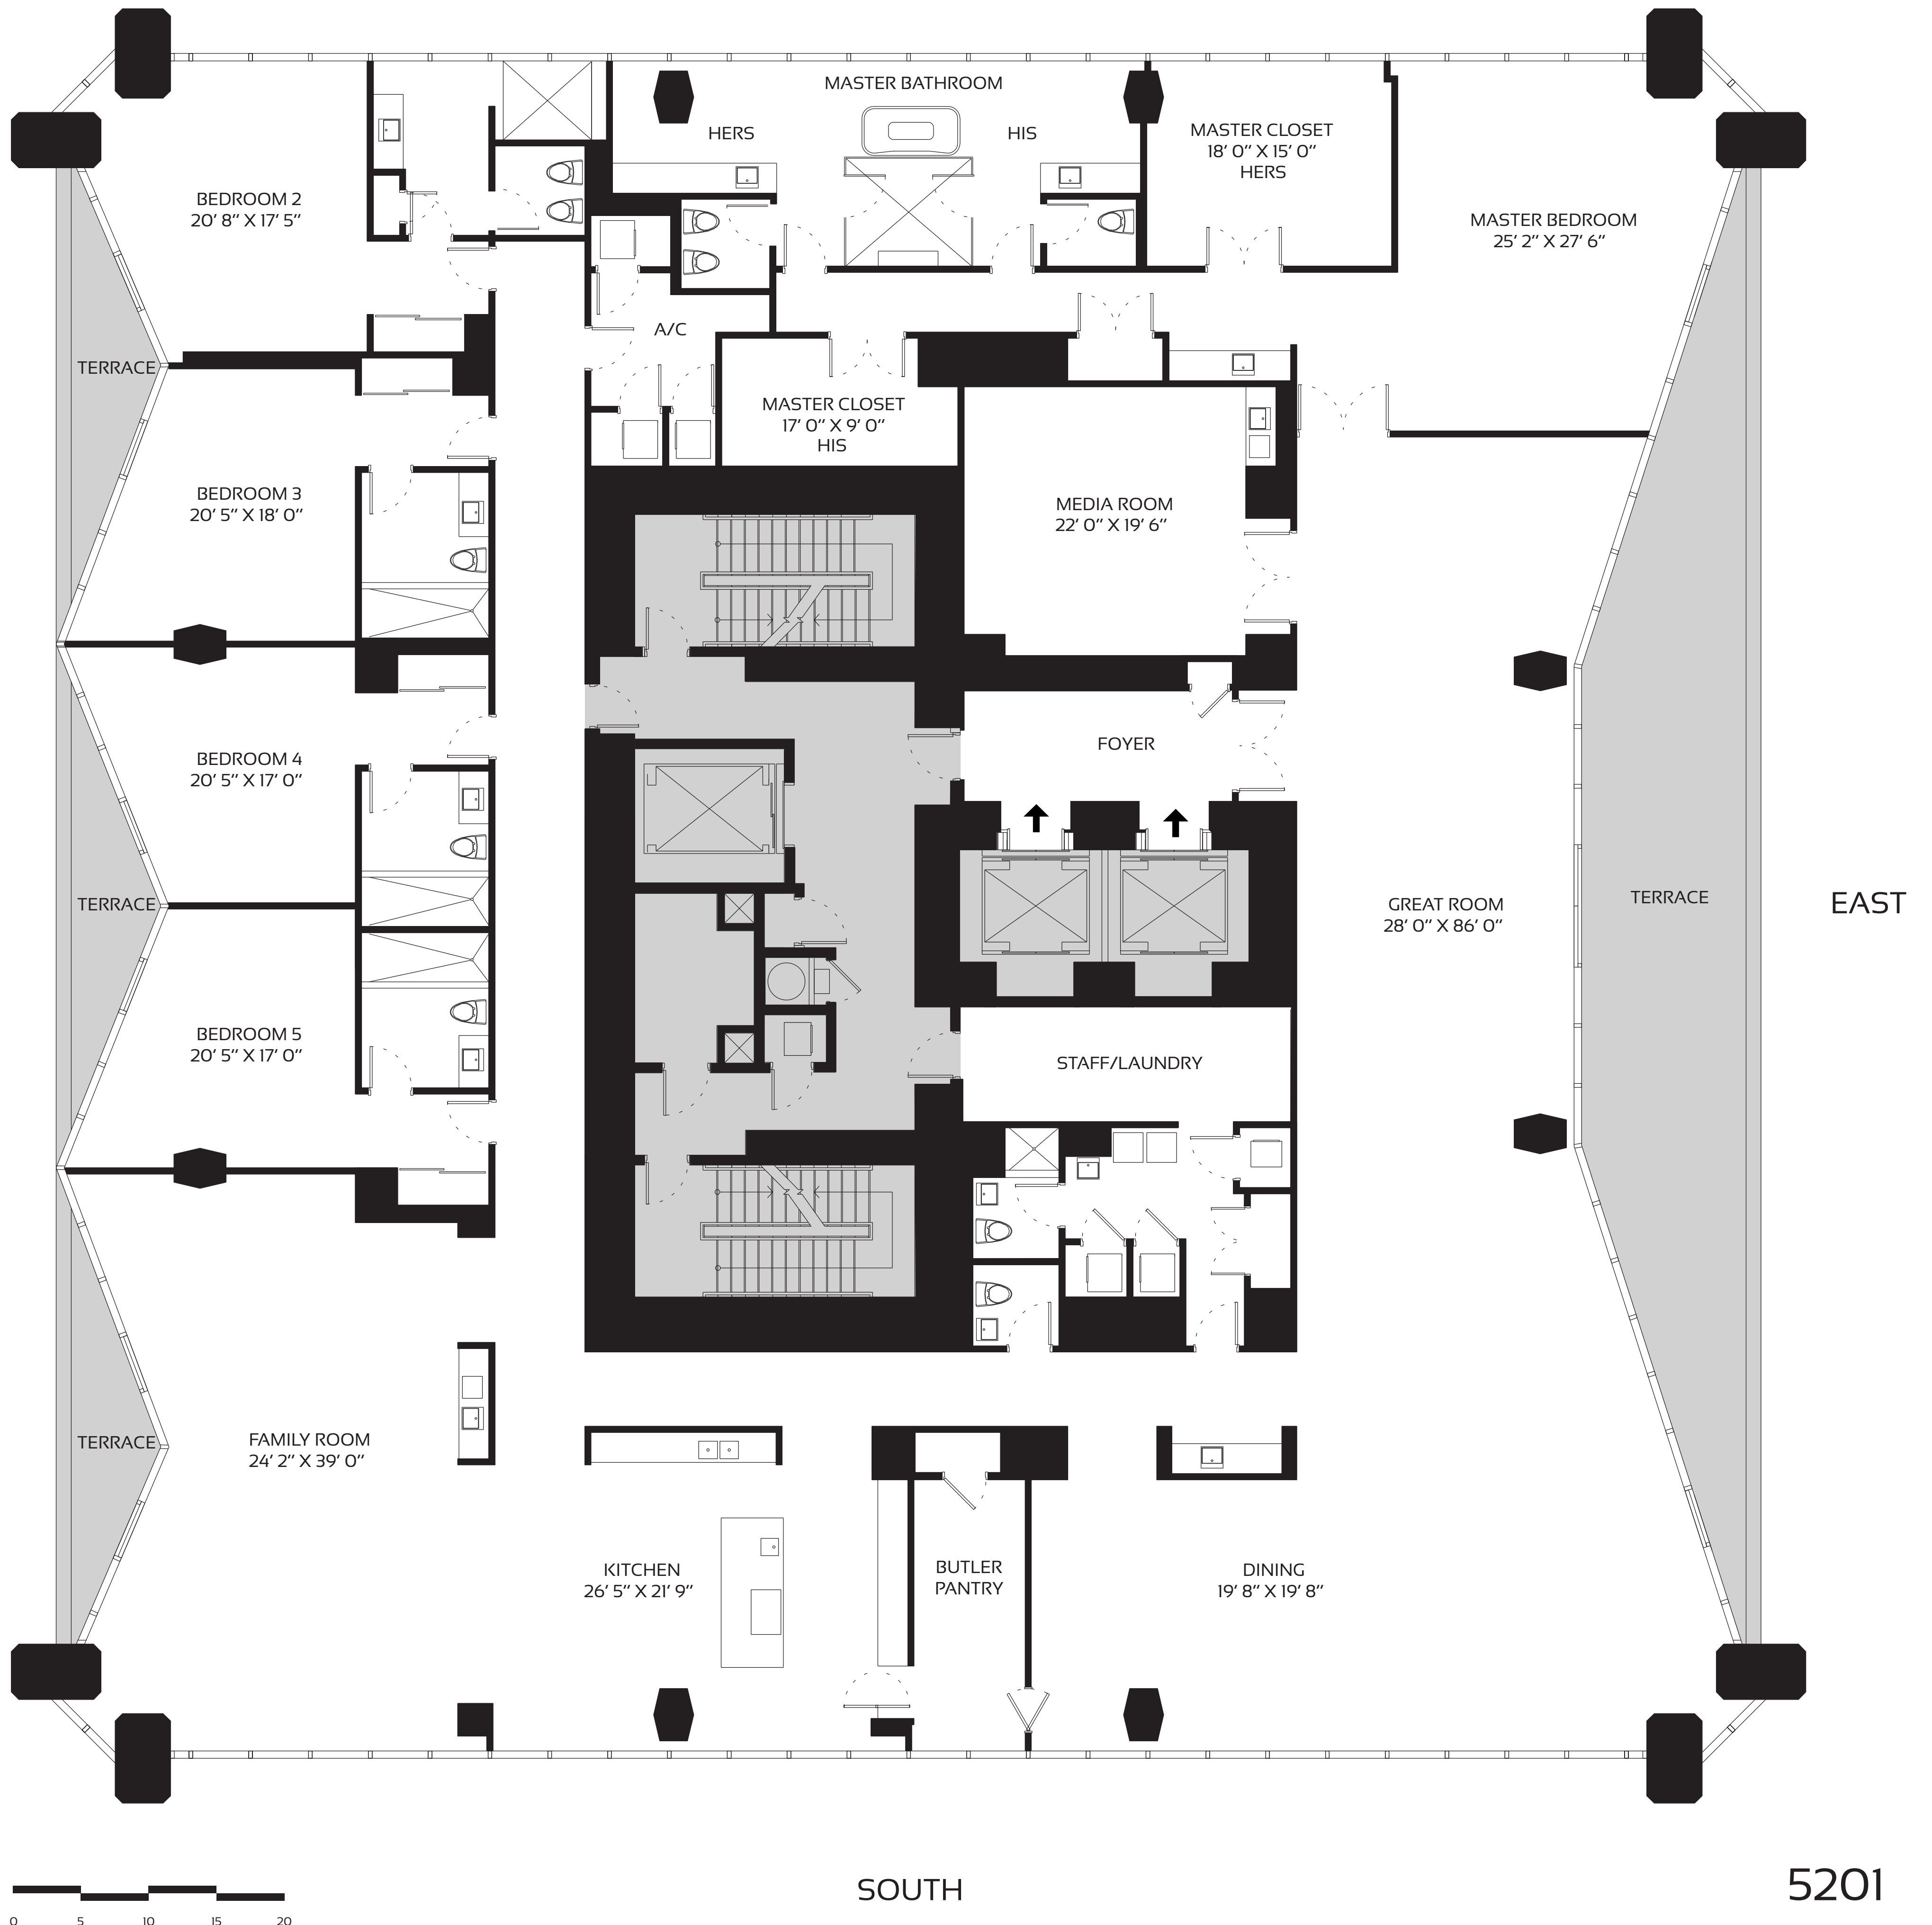 MASTER BATHROOM
HERS
HIS
MASTER CLOSET
18' 0" X 15' 0"
HERS
BEDROOM 2
20' 8" X 17' 5"
MASTER BEDROOM
25' 2" X 27' 6"
A/C
TERRACE
MASTER CLOSET
17' 0" X 9' 0"
HIS
BEDROOM 3
20' 5" X 18' 0"
MEDIA ROOM
22' 0" X 19' 6"
BEDROOM 4
20' 5" X 17' 0"
FOYER
TERRACE
GREAT ROOM
28' 0" X 86' 0"
TERRACE
EAST
BEDROOM 5
20' 5" X 17' 0"
STAFF/LAUNDRY
TERRACE
FAMILY ROOM
24' 2" X 39' 0"
KITCHEN
26' 5" X 21' 9"
BUTLER
PANTRY
DINING
19' 8" X 19' 8"
SOUTH
5201
0 5 10 15 20